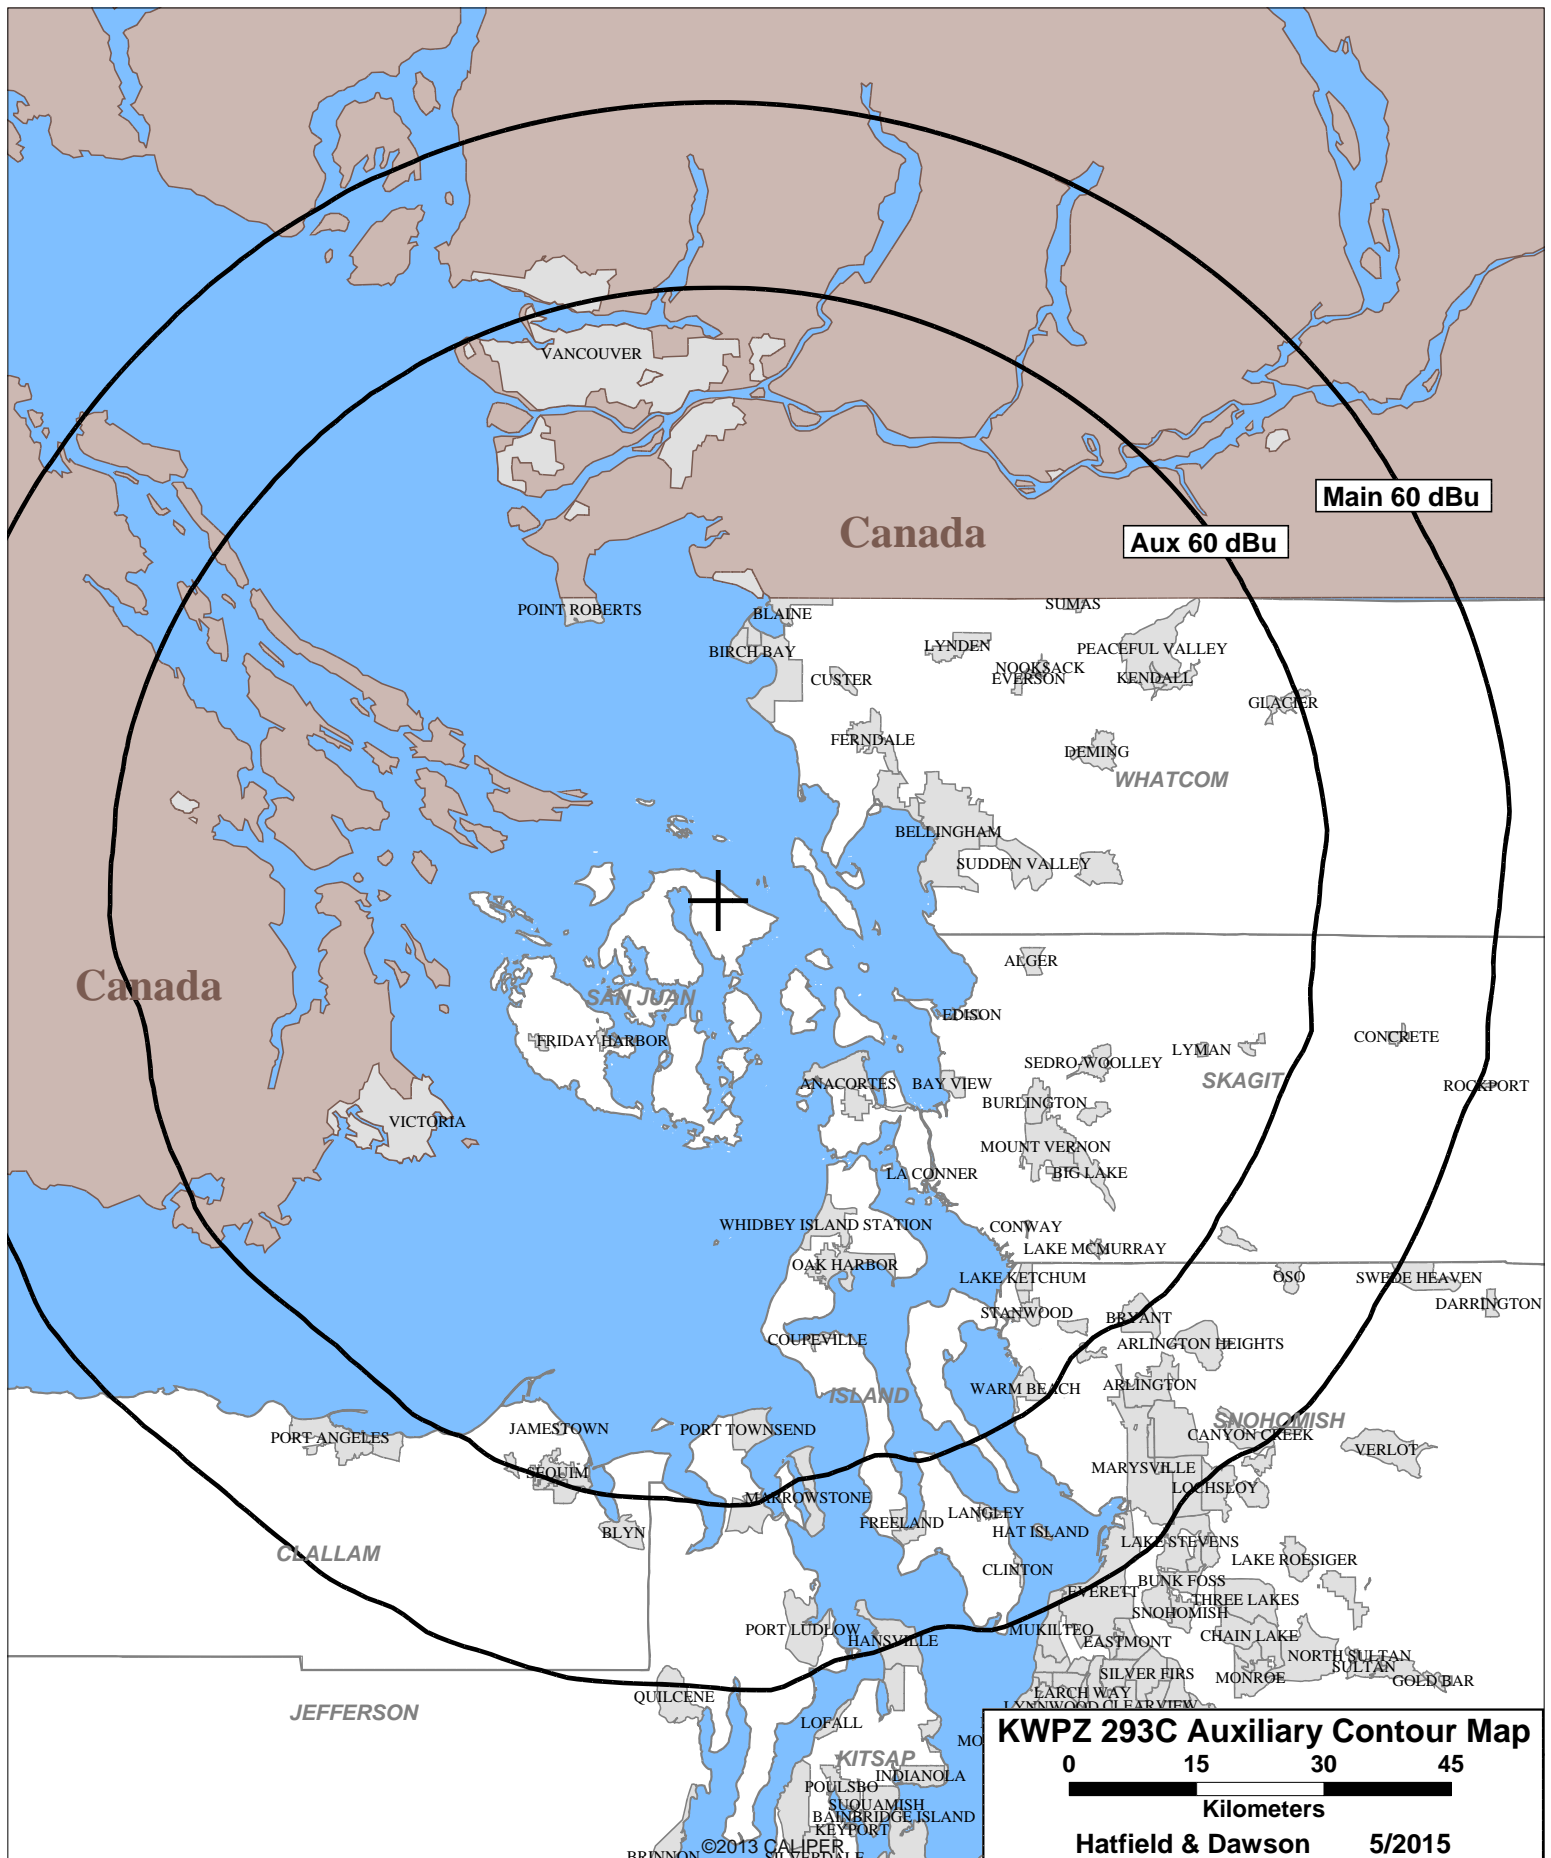 VANCOUVER
Main 60 dBu
Canada
Aux 60 dBu
POINT ROBERTS
BLAINE
SUMAS
BIRCH BAY
LYNDEN
PEACEFUL VALLEY
NOOKSACK
CUSTER
EVERSON
KENDALL
GLACIER
FERNDALE
DEMING
WHATCOM
BELLINGHAM
SUDDEN VALLEY
ALGER
Canada
SAN JUAN
EDISON
FRIDAY HARBOR
CONCRETE
LYMAN
SEDRO-WOOLLEY
SKAGIT
ANACORTES
BAY VIEW
ROCKPORT
BURLINGTON
VICTORIA
MOUNT VERNON
LA CONNER
BIG LAKE
WHIDBEY ISLAND STATION
CONWAY
LAKE MCMURRAY
OAK HARBOR
LAKE KETCHUM
OSO
SWEDE HEAVEN
DARRINGTON
STANWOOD
BRYANT
COUPEVILLE
ARLINGTON HEIGHTS
WARM BEACH
ARLINGTON
ISLAND
SNOHOMISH
JAMESTOWN
PORT TOWNSEND
CANYON CREEK
PORT ANGELES
VERLOT
MARYSVILLE
SEQUIM
LOCHSLOY
MARROWSTONE
LANGLEY
FREELAND
HAT ISLAND
BLYN
LAKE STEVENS
CLALLAM
LAKE ROESIGER
CLINTON
BUNK FOSS
EVERETT
THREE LAKES
SNOHOMISH
PORT LUDLOW
MUKILTEO
HANSVILLE
EASTMONT
CHAIN LAKE
NORTH SULTAN
SULTAN
SILVER FIRS
MONROE
GOLD BAR
QUILCENE
LARCH WAY
LYNNWOOD
CLEARVIEW
JEFFERSON
LOFALL
MO
KITSAP
INDIANOLA
POULSBO
SUQUAMISH
BAINBRIDGE ISLAND
KEYPORT
©2013 CALIPER
SILVERDALE
BRINNON
KWPZ 293C Auxiliary Contour Map
0 15 30 45
Kilometers
Hatfield & Dawson 5/2015